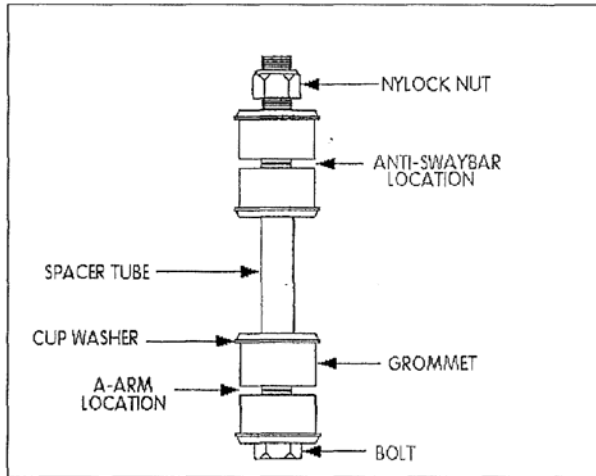 NYLOCK NUT
ANTI-SWAYBAR
LOCATION
SPACER TUBE
CUP WASHER
GROMMET
A-ARM
LOCATION
BOLT